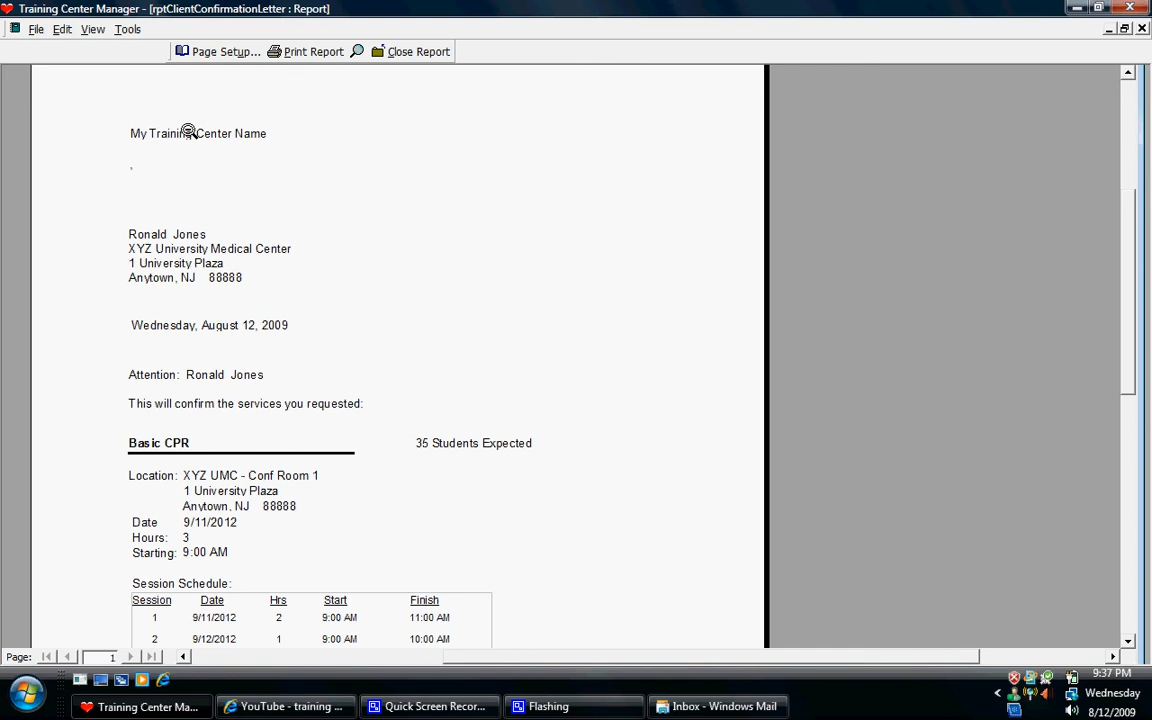 Training Center Manager - [rptClientConfirmationLetter : Report]
File Edit View Tools
Page Setup... Print Report Close Report
My Training Center Name
,
Ronald Jones
XYZ University Medical Center
1 University Plaza
Anytown, NJ 88888
Wednesday, August 12, 2009
Attention: Ronald Jones
This will confirm the services you requested:
Basic CPR 35 Students Expected
Location: XYZ UMC - Conf Room 1
1 University Plaza
Anytown, NJ 88888
Date 9/11/2012
Hours: 3
Starting: 9:00 AM
Session Schedule:
Session Date Hrs Start Finish
1 9/11/2012 2 9:00 AM 11:00 AM
2 9/12/2012 1 9:00 AM 10:00 AM
Page: 1
9:37 PM
Wednesday
8/12/2009
Training Center Ma... YouTube - training ... Quick Screen Recor... Flashing Inbox - Windows Mail